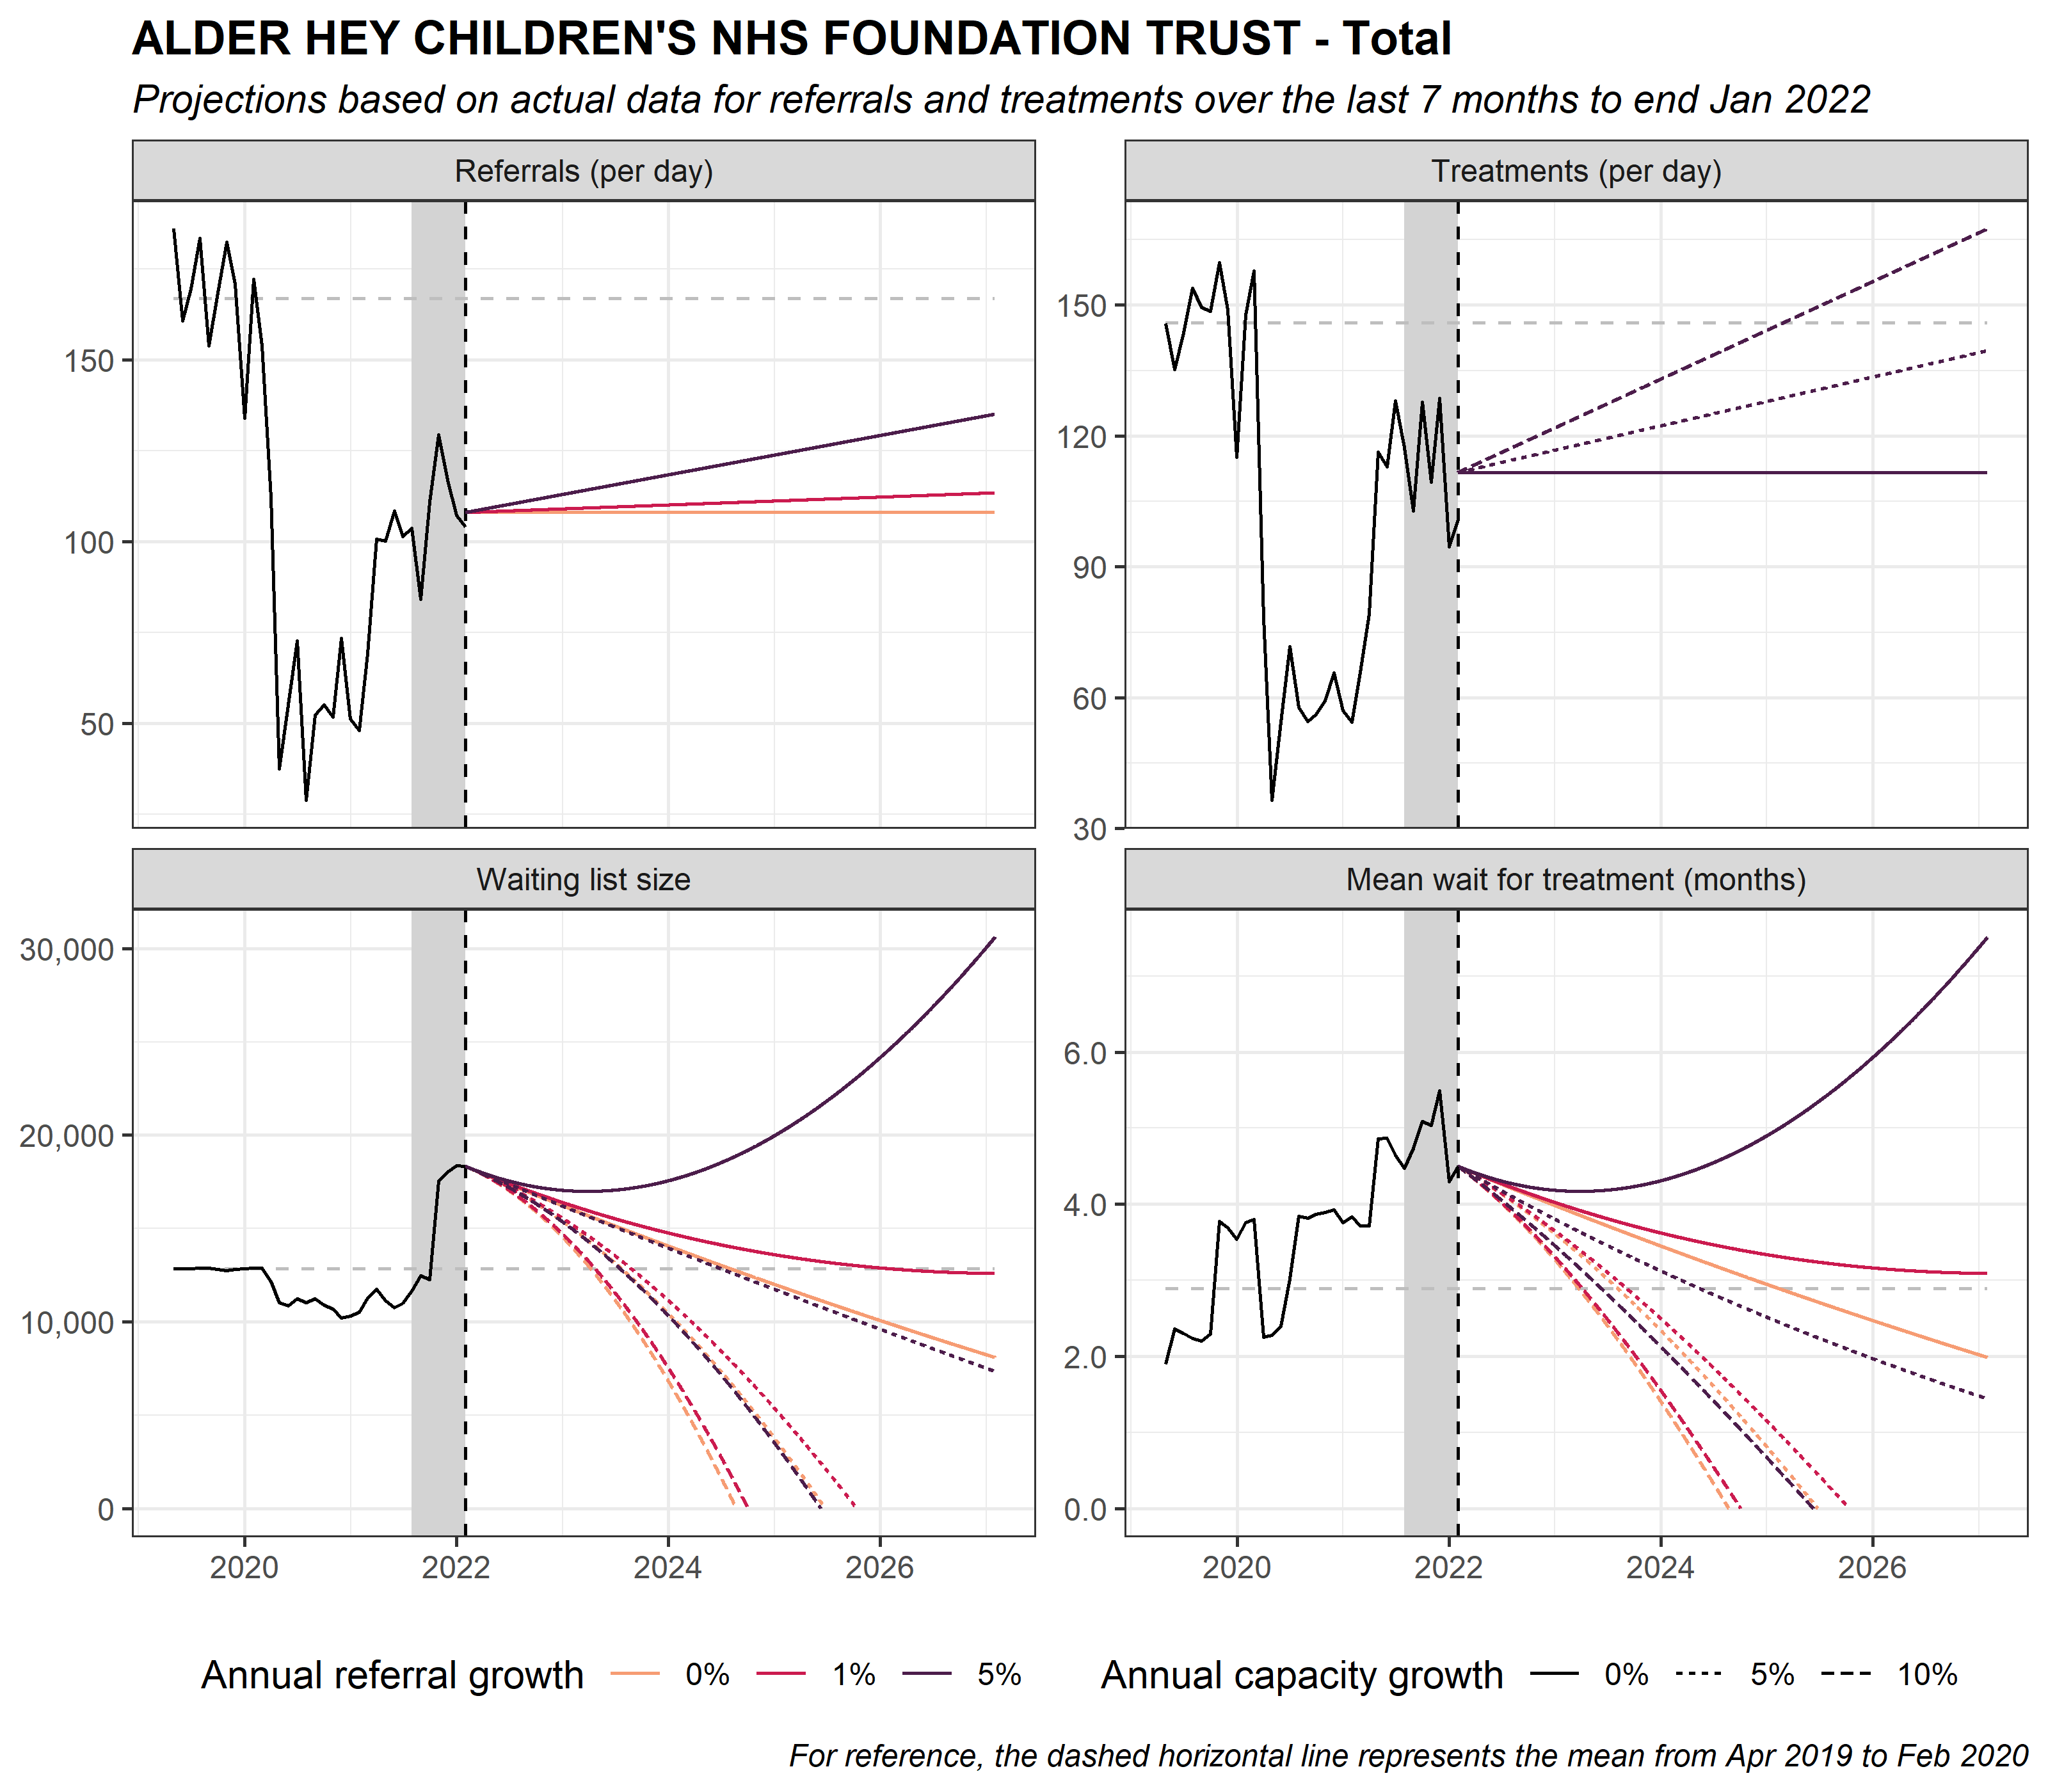 ALDER HEY CHILDREN'S NHS FOUNDATION TRUST - Total
Projections based on actual data for referrals and treatments over the last 7 months to end Jan 2022
Referrals (per day)
150
100
50
Treatments (per day)
150
120
90
60
30
Waiting list size
30,000
20,000
10,000
0
2020 2022 2024 2026
Mean wait for treatment (months)
6.0
4.0
2.0
0.0
2020 2022 2024 2026
Annual referral growth 0% 1% 5% Annual capacity growth 0% 5% 10%
For reference, the dashed horizontal line represents the mean from Apr 2019 to Feb 2020